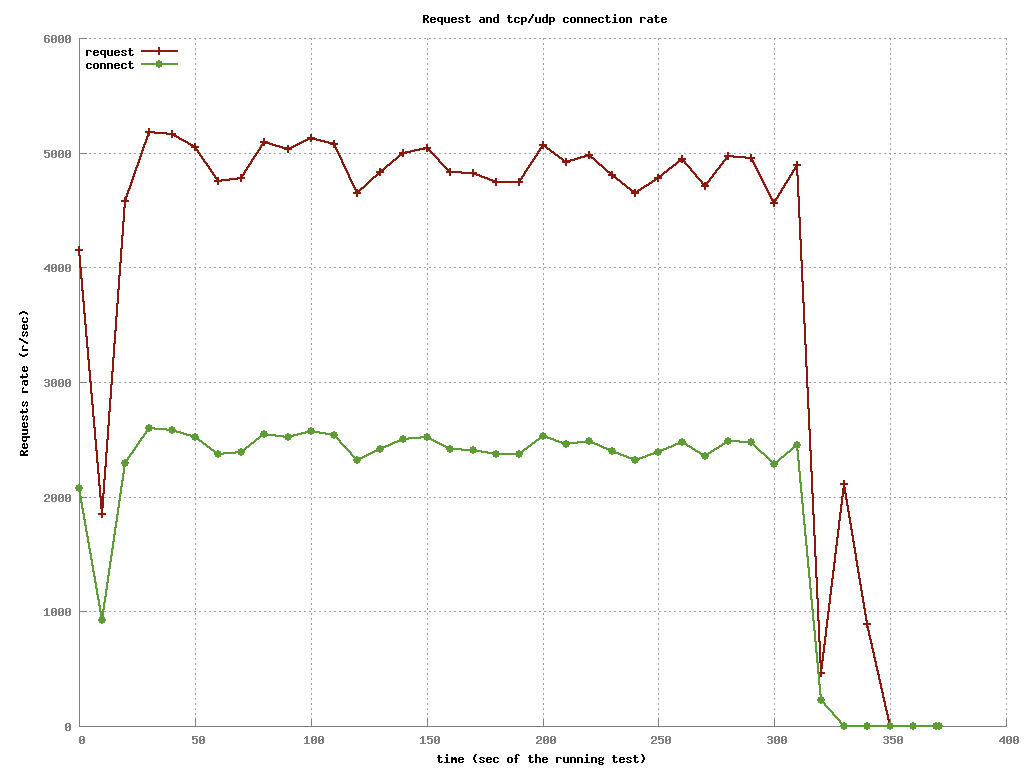 Request and tcp/udp connection rate
6000
request
connect
5000
4000
Requests rate (r/sec)
3000
2000
1000
0
0 50 100 150 200 250 300 350 400
time (sec of the running test)